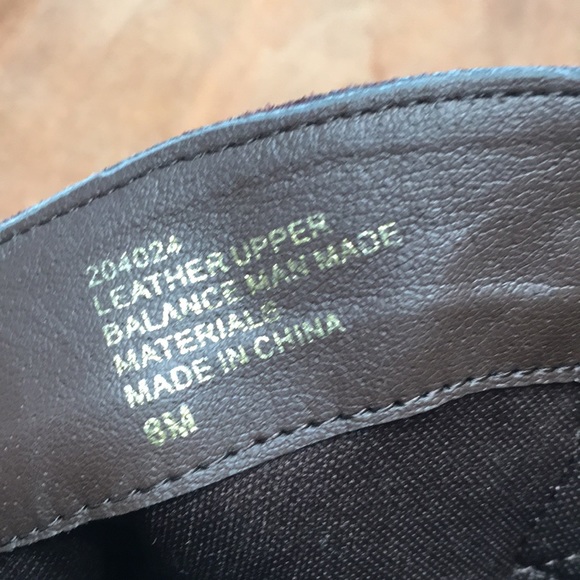 204024
LEATHER UPPER
BALANCE MAN MADE
MATERIALS
MADE IN CHINA
8M